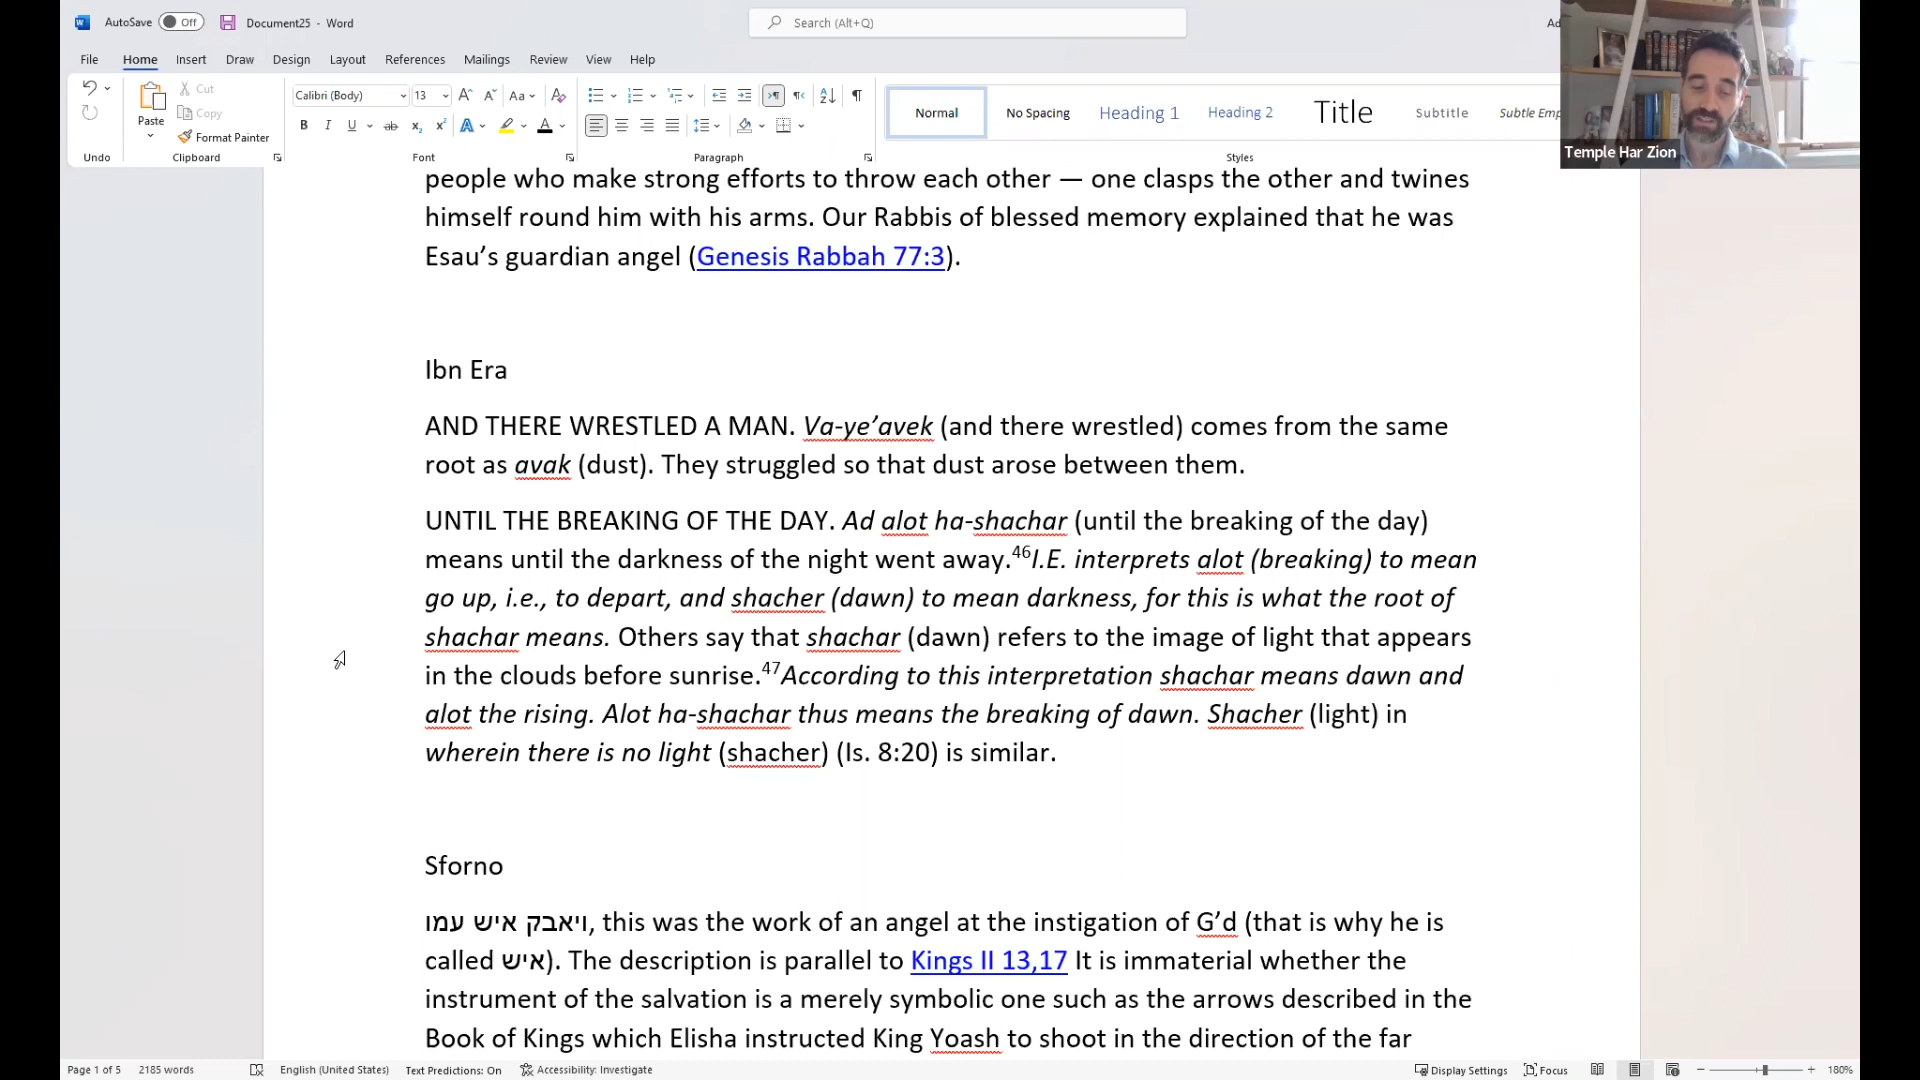 AutoSave Off Document25 - Word Search (Alt+Q) Ad
File Home Insert Draw Design Layout References Mailings Review View Help
Cut
Copy
Paste
Format Painter
Calibri (Body) 13
Normal No Spacing Heading 1 Heading 2 Title Subtitle Subtle Emp
Undo Clipboard Font Paragraph Styles
Temple Har Zion
people who make strong efforts to throw each other — one clasps the other and twines
himself round him with his arms. Our Rabbis of blessed memory explained that he was
Esau’s guardian angel (Genesis Rabbah 77:3).
Ibn Era
AND THERE WRESTLED A MAN. Va-ye’avek (and there wrestled) comes from the same
root as avak (dust). They struggled so that dust arose between them.
UNTIL THE BREAKING OF THE DAY. Ad alot ha-shachar (until the breaking of the day)
means until the darkness of the night went away.46I.E. interprets alot (breaking) to mean
go up, i.e., to depart, and shacher (dawn) to mean darkness, for this is what the root of
shachar means. Others say that shachar (dawn) refers to the image of light that appears
in the clouds before sunrise.47According to this interpretation shachar means dawn and
alot the rising. Alot ha-shachar thus means the breaking of dawn. Shacher (light) in
wherein there is no light (shacher) (Is. 8:20) is similar.
Sforno
ויאבק איש עמו, this was the work of an angel at the instigation of G’d (that is why he is
called איש). The description is parallel to Kings II 13,17 It is immaterial whether the
instrument of the salvation is a merely symbolic one such as the arrows described in the
Book of Kings which Elisha instructed King Yoash to shoot in the direction of the far
Page 1 of 5 2185 words English (United States) Text Predictions: On Accessibility: Investigate Display Settings Focus 180%